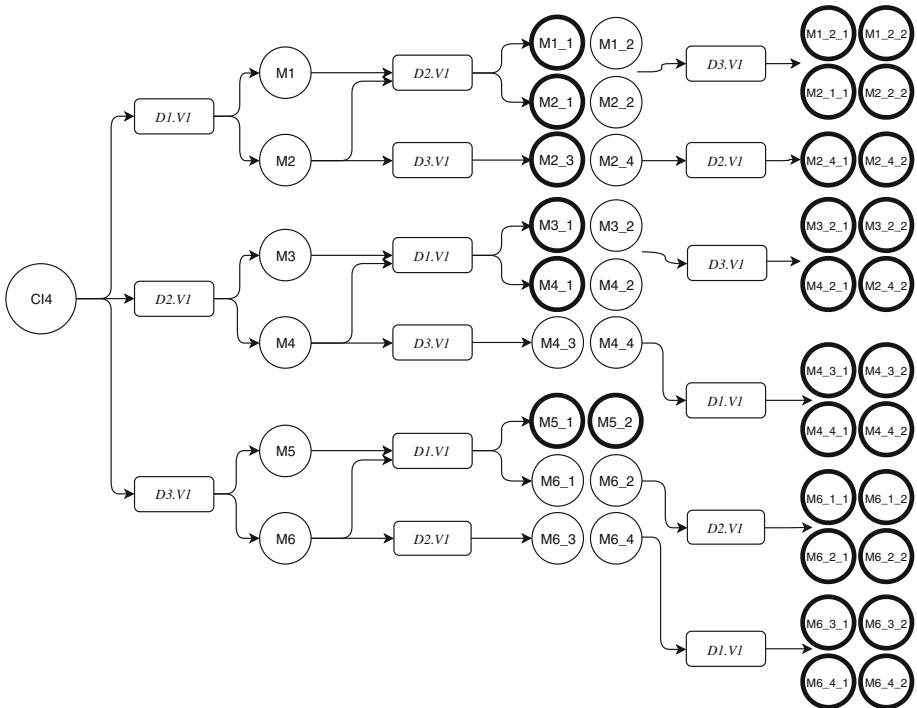 M1_1 M1_2 M1_2_1 M1_2_2
M1 D2.V1 D3.V1
M2_1 M2_2 M2_1_1 M2_2_2
D1.V1
M2 D3.V1 M2_3 M2_4 D2.V1 M2_4_1 M2_4_2
M3_1 M3_2 M3_2_1 M3_2_2
M3 D1.V1 D3.V1
M4_1 M4_2 M4_2_1 M2_4_2
CI4 D2.V1
M4 D3.V1 M4_3 M4_4
M4_3_1 M4_3_2
D1.V1
M5_1 M5_2 M4_4_1 M4_4_2
M5 D1.V1
M6_1 M6_2 M6_1_1 M6_1_2
D3.V1
M6 D2.V1 M6_3 M6_4 D2.V1
M6_2_1 M6_2_2
M6_3_1 M6_3_2
D1.V1
M6_4_1 M6_4_2